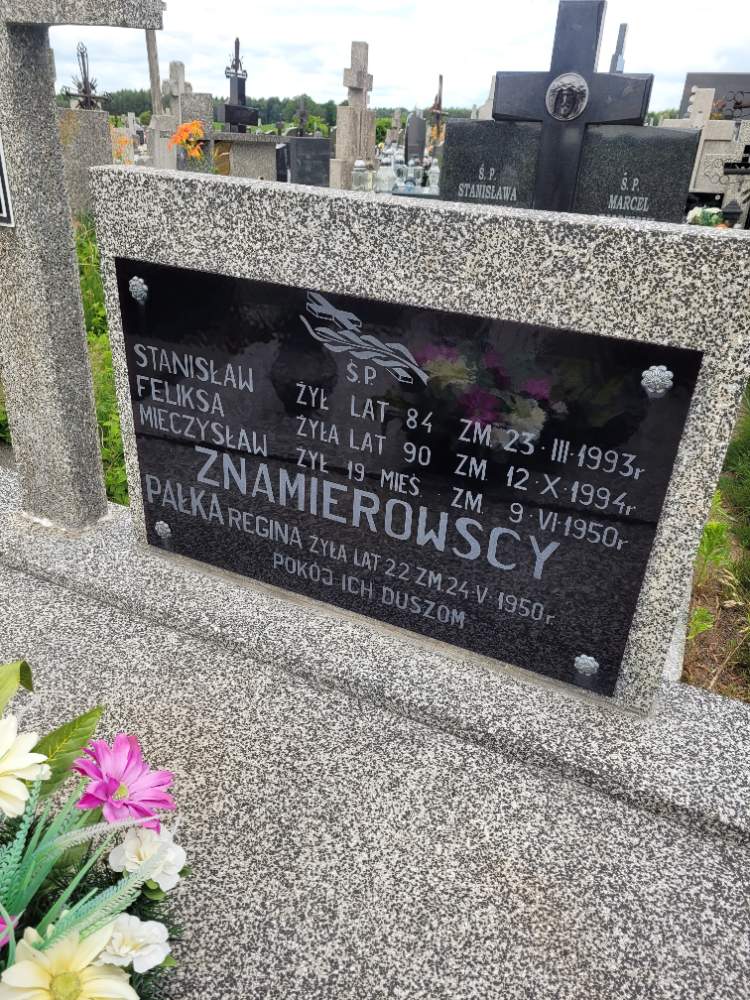 Ś.P.
STANISŁAWA
Ś.P.
MARCEL
Ś.P.
STANISŁAW ŻYŁ LAT 84 ZM. 23·III·1993r
FELIKSA ŻYŁA LAT 90 ZM. 12·X·1994r
MIECZYSŁAW ŻYŁ 19 MIEŚ. ZM. 9·VI·1950r
ZNAMIEROWSCY
PAŁKA REGINA ŻYŁA LAT 22 ZM. 24·V·1950r
POKÓJ ICH DUSZOM